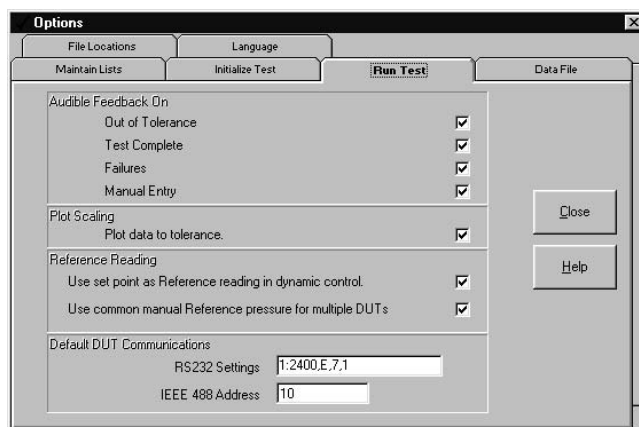 Options
File Locations
Language
Maintain Lists
Initialize Test
Run Test
Data File
Audible Feedback On
Out of Tolerance
Test Complete
Failures
Manual Entry
Plot Scaling
Plot data to tolerance.
Reference Reading
Use set point as Reference reading in dynamic control.
Use common manual Reference pressure for multiple DUTs
Default DUT Communications
RS232 Settings 1:2400,E,7,1
IEEE 488 Address 10
Close
Help